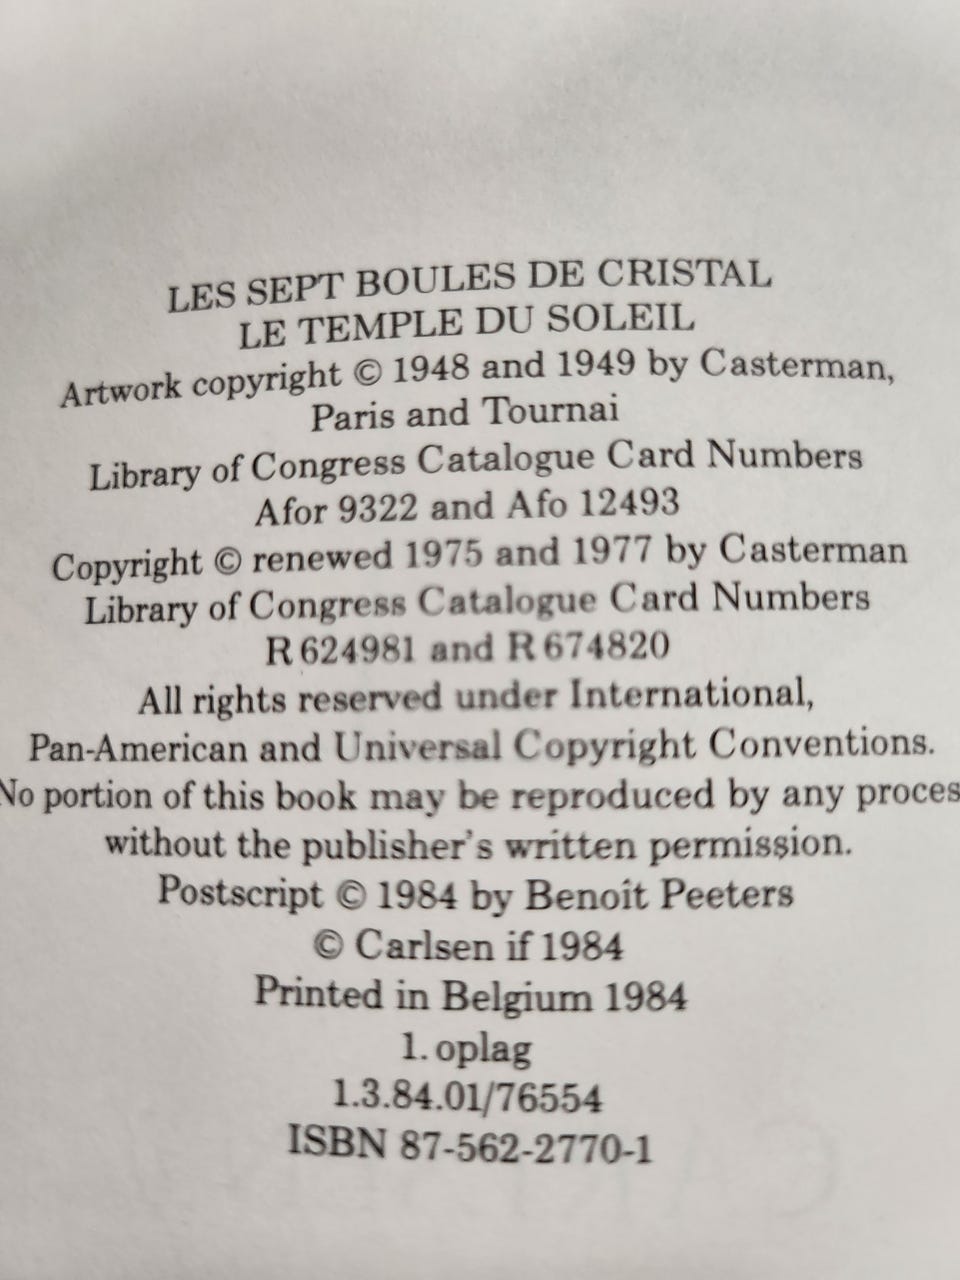 LES SEPT BOULES DE CRISTAL
LE TEMPLE DU SOLEIL
Artwork copyright © 1948 and 1949 by Casterman,
Paris and Tournai
Library of Congress Catalogue Card Numbers
Afor 9322 and Afo 12493
Copyright © renewed 1975 and 1977 by Casterman
Library of Congress Catalogue Card Numbers
R 624981 and R 674820
All rights reserved under International,
Pan-American and Universal Copyright Conventions.
No portion of this book may be reproduced by any proces
without the publisher's written permission.
Postscript © 1984 by Benoît Peeters
© Carlsen if 1984
Printed in Belgium 1984
1. oplag
1.3.84.01/76554
ISBN 87-562-2770-1